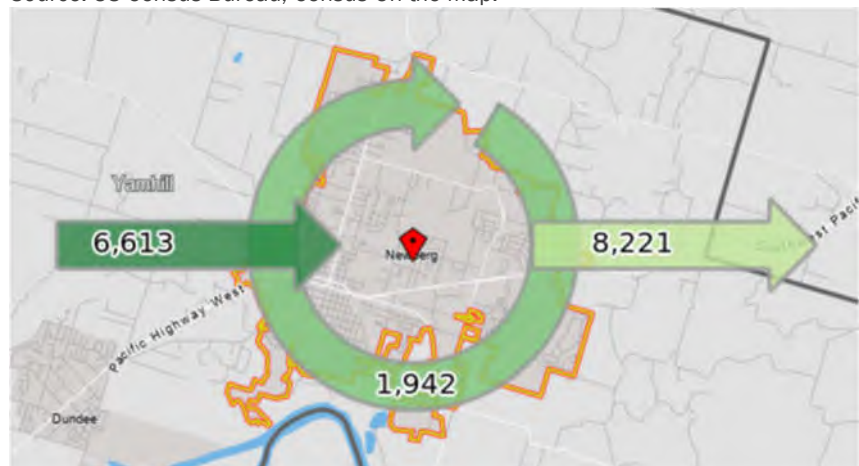 Source: US Census Bureau, Census On the Map.
Yamhill
6,613
8,221
Newberg
Pacific Highway West
1,942
Dundee